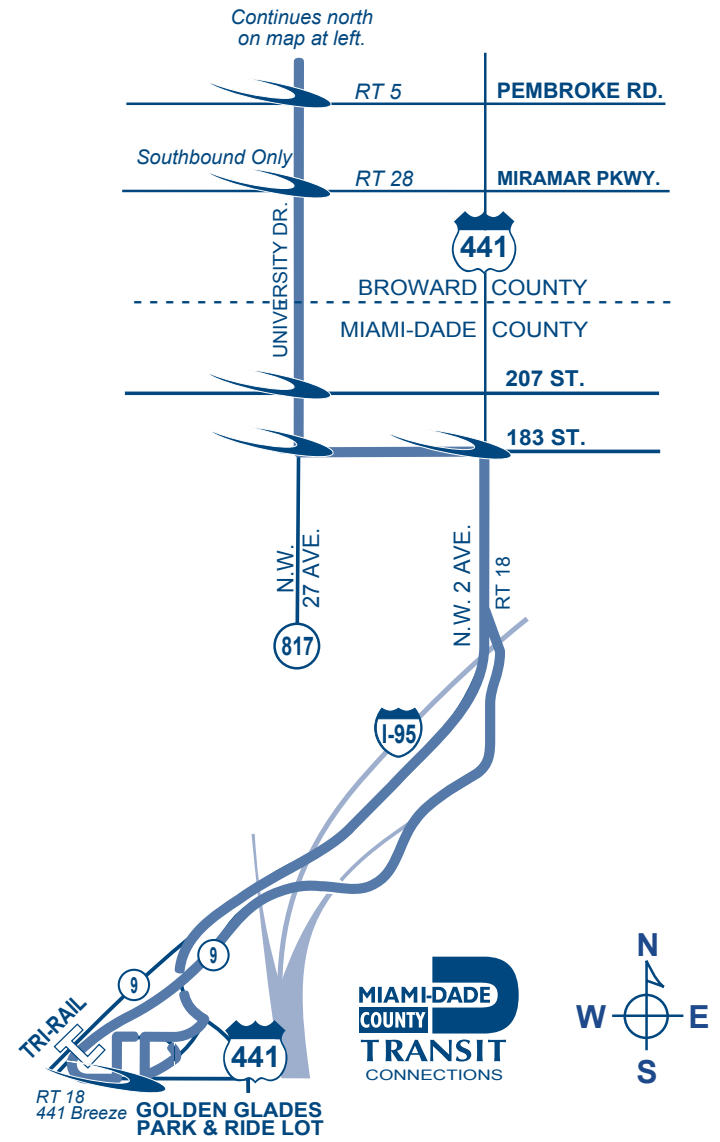 Continues north
on map at left.
RT 5
PEMBROKE RD.
Southbound Only
RT 28
MIRAMAR PKWY.
UNIVERSITY DR.
441
BROWARD COUNTY
MIAMI-DADE COUNTY
207 ST.
183 ST.
N.W.
27 AVE.
N.W. 2 AVE.
RT 18
817
I-95
9
9
TRI-RAIL
441
RT 18
441 Breeze
GOLDEN GLADES
PARK & RIDE LOT
MIAMI-DADE
COUNTY
TRANSIT
CONNECTIONS
N
W E
S